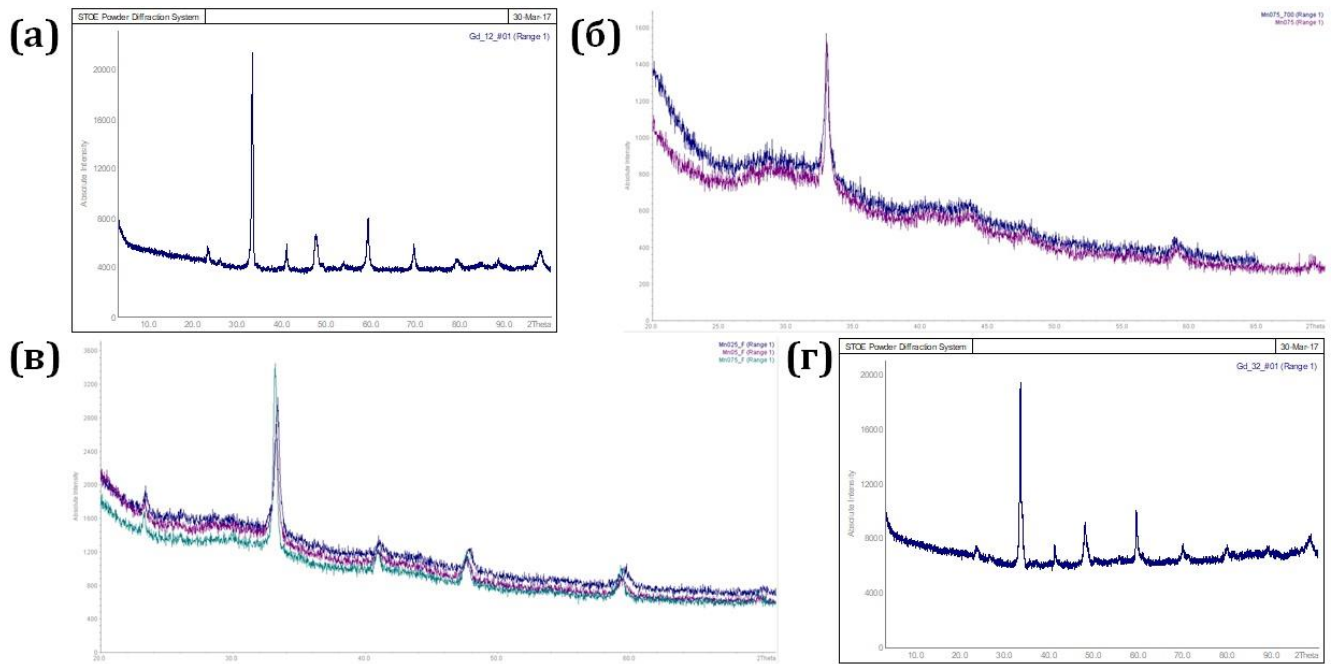 (а)
STOE Powder Diffraction System 30-Mar-17
Gd_12_#01 (Range 1)
Absolute Intensity
20000
16000
12000
8000
4000
0
10.0 20.0 30.0 40.0 50.0 60.0 70.0 80.0 90.0 2Theta
(б)
Mn075_700 (Range 1)
Mn075 (Range 1)
Absolute Intensity
1600
1400
1200
1000
800
600
400
200
0
20.0 25.0 30.0 35.0 40.0 45.0 50.0 55.0 60.0 65.0 2Theta
(в)
Mn025_F (Range 1)
Mn05_F (Range 1)
Mn075_F (Range 1)
Absolute Intensity
3600
3200
2800
2400
2000
1600
1200
800
400
0
20.0 30.0 40.0 50.0 60.0 2Theta
(г)
STOE Powder Diffraction System 30-Mar-17
Gd_32_#01 (Range 1)
Absolute Intensity
20000
16000
12000
8000
4000
0
10.0 20.0 30.0 40.0 50.0 60.0 70.0 80.0 90.0 2Theta